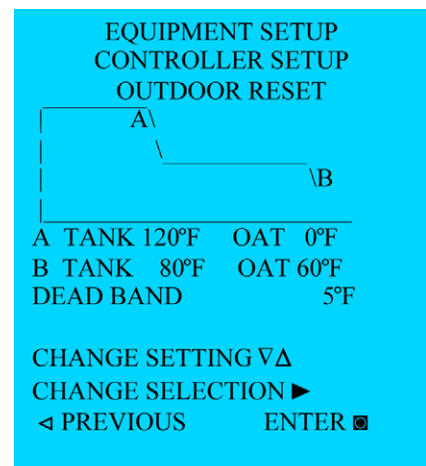 EQUIPMENT SETUP
CONTROLLER SETUP
OUTDOOR RESET
A\
\
\B
A TANK 120°F OAT 0°F
B TANK 80°F OAT 60°F
DEAD BAND 5°F
CHANGE SETTING ∇Δ
CHANGE SELECTION ►
⊲ PREVIOUS ENTER ◙